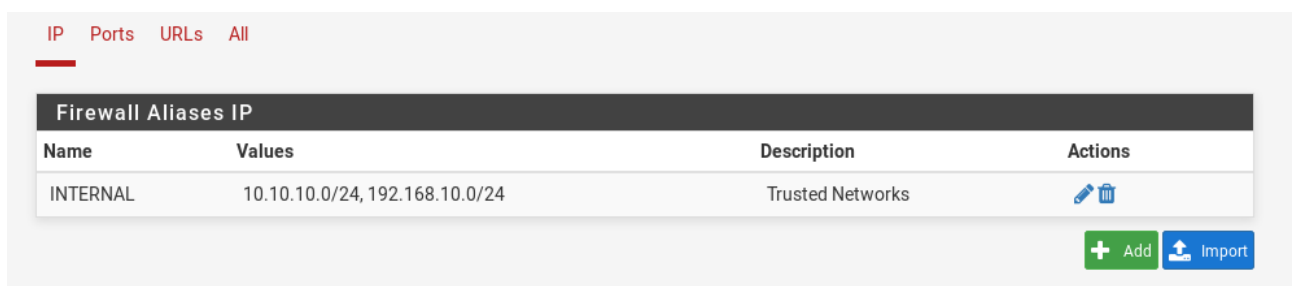 IP Ports URLs All
Firewall Aliases IP
Name Values Description Actions
INTERNAL 10.10.10.0/24, 192.168.10.0/24 Trusted Networks
Add Import